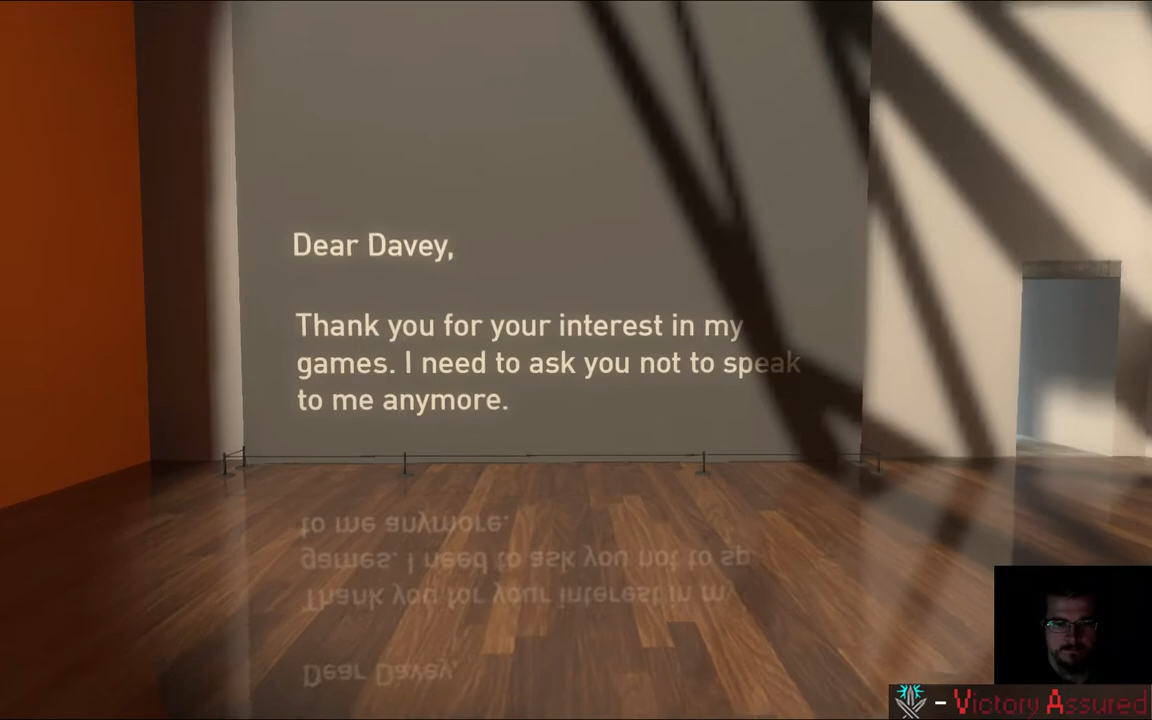 Dear Davey,
Thank you for your interest in my
games. I need to ask you not to speak
to me anymore.
- Victory Assured